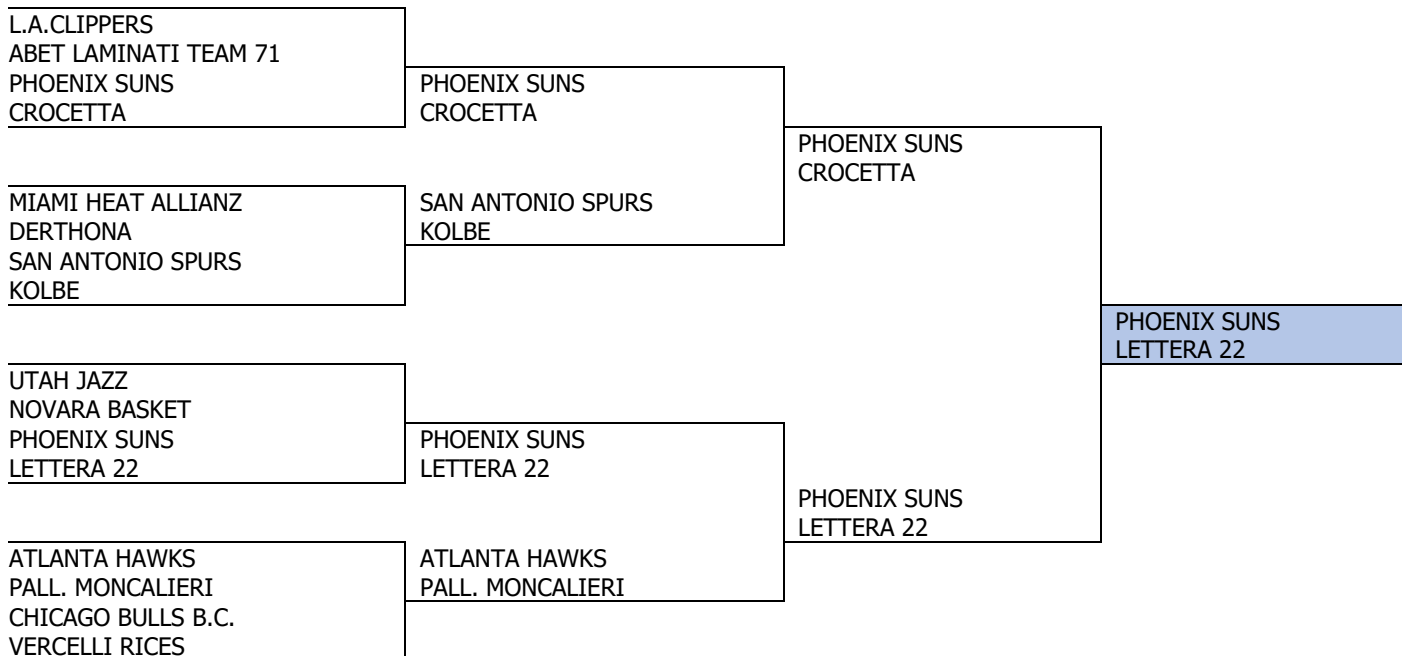 L.A.CLIPPERS
ABET LAMINATI TEAM 71
PHOENIX SUNS
CROCETTA
MIAMI HEAT ALLIANZ
DERTHONA
SAN ANTONIO SPURS
KOLBE
UTAH JAZZ
NOVARA BASKET
PHOENIX SUNS
LETTERA 22
ATLANTA HAWKS
PALL. MONCALIERI
CHICAGO BULLS B.C.
VERCELLI RICES
PHOENIX SUNS
CROCETTA
SAN ANTONIO SPURS
KOLBE
PHOENIX SUNS
LETTERA 22
ATLANTA HAWKS
PALL. MONCALIERI
PHOENIX SUNS
CROCETTA
PHOENIX SUNS
LETTERA 22
PHOENIX SUNS
LETTERA 22